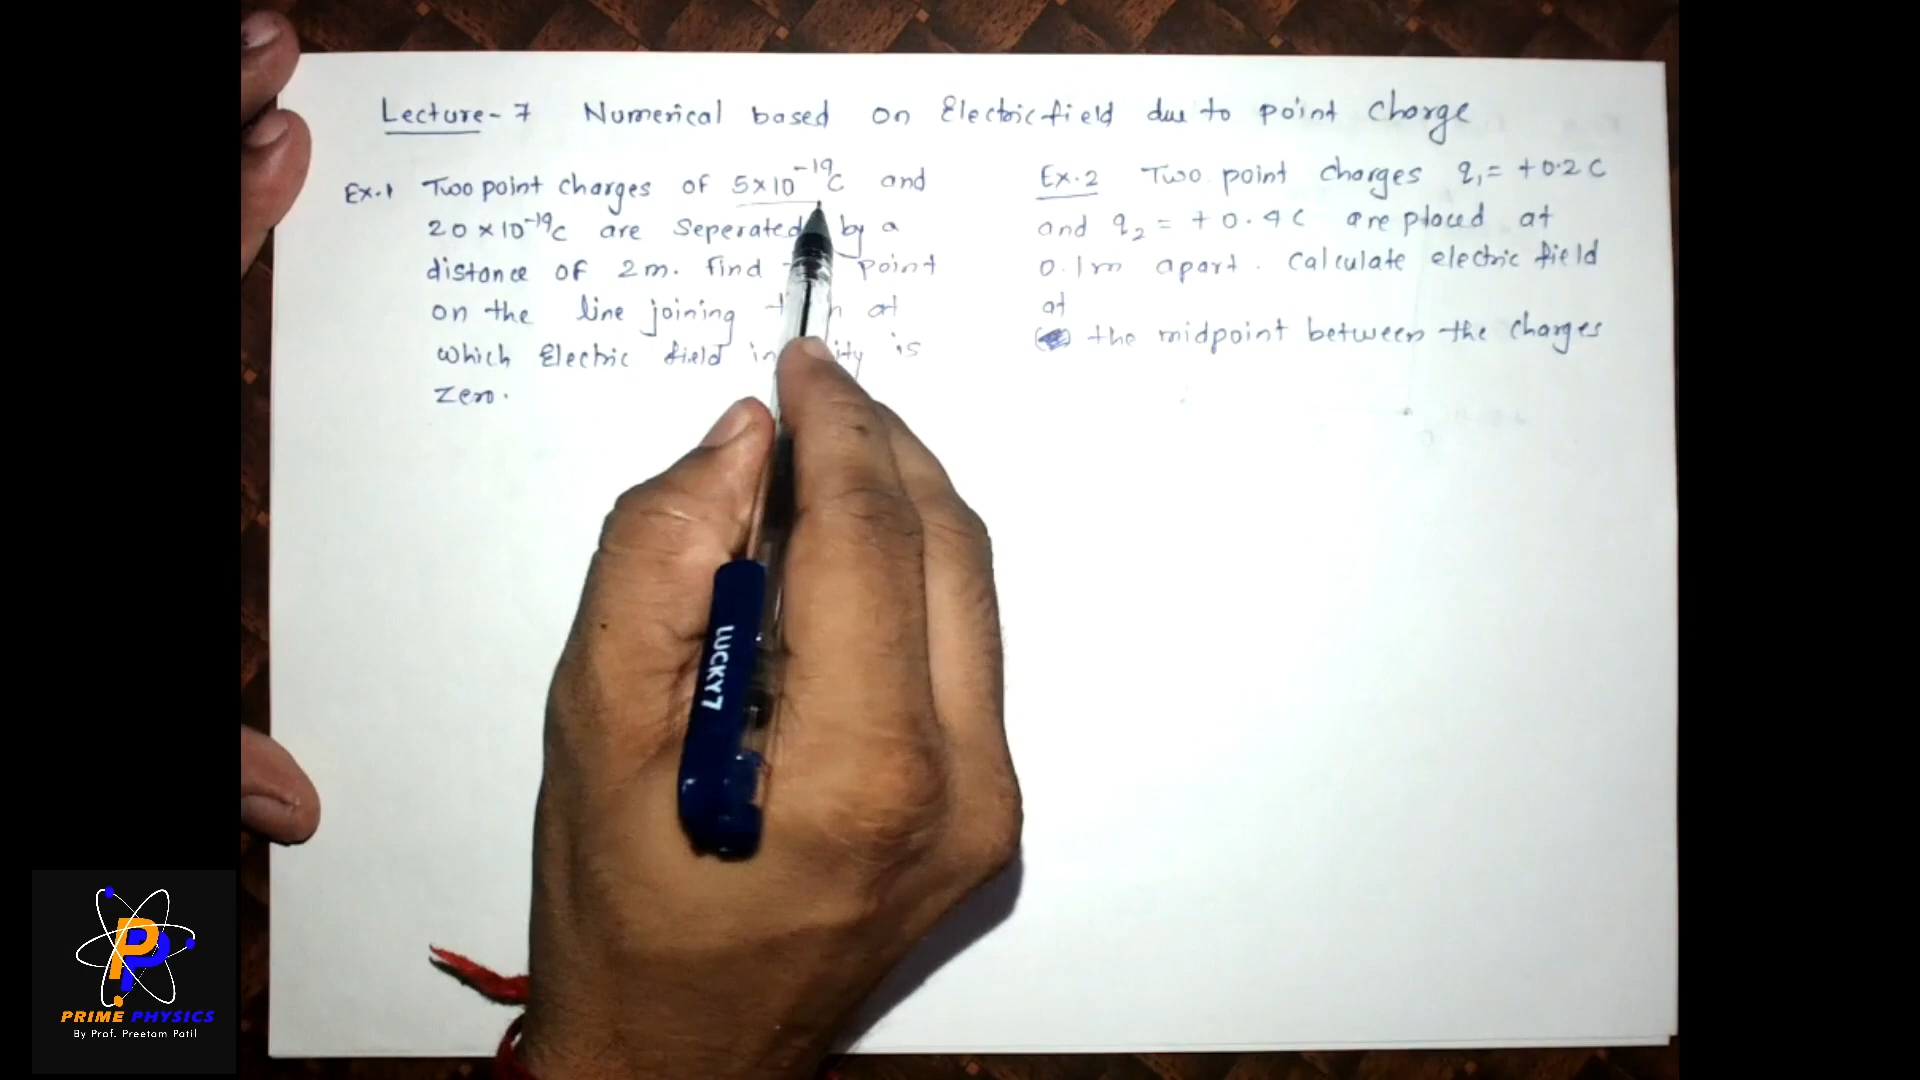 Lecture-7 Numerical based on Electric field due to point charge
Ex.1 Two point charges of 5×10⁻¹⁹C and
20×10⁻¹⁹C are Seperated by a
distance of 2m. Find point
on the line joining at
which Electric field is
zero.
Ex.2 Two point charges q₁= +0.2C
and q₂ = +0.4C are placed at
0.1m apart. Calculate electric field
at
the midpoint between the charges
LUCKY7
PRIME PHYSICS
By Prof. Preetam Patil